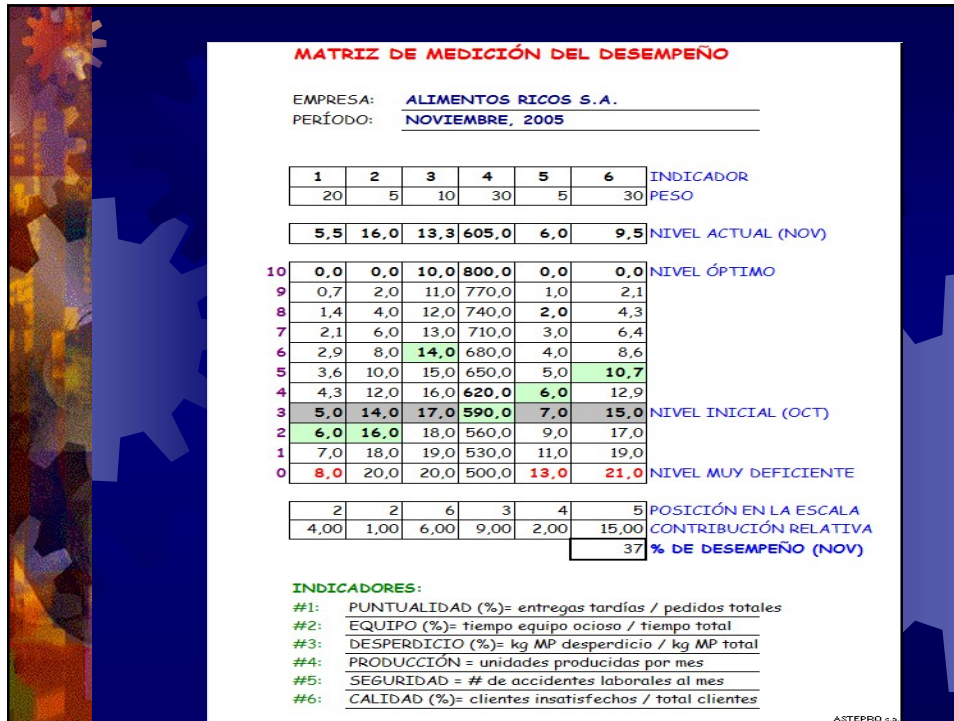 MATRIZ DE MEDICIÓN DEL DESEMPEÑO
EMPRESA: ALIMENTOS RICOS S.A.
PERÍODO: NOVIEMBRE, 2005
1 2 3 4 5 6 INDICADOR
20 5 10 30 5 30 PESO
5,5 16,0 13,3 605,0 6,0 9,5 NIVEL ACTUAL (NOV)
10 0,0 0,0 10,0 800,0 0,0 0,0 NIVEL ÓPTIMO
9 0,7 2,0 11,0 770,0 1,0 2,1
8 1,4 4,0 12,0 740,0 2,0 4,3
7 2,1 6,0 13,0 710,0 3,0 6,4
6 2,9 8,0 14,0 680,0 4,0 8,6
5 3,6 10,0 15,0 650,0 5,0 10,7
4 4,3 12,0 16,0 620,0 6,0 12,9
3 5,0 14,0 17,0 590,0 7,0 15,0 NIVEL INICIAL (OCT)
2 6,0 16,0 18,0 560,0 9,0 17,0
1 7,0 18,0 19,0 530,0 11,0 19,0
0 8,0 20,0 20,0 500,0 13,0 21,0 NIVEL MUY DEFICIENTE
2 2 6 3 4 5 POSICIÓN EN LA ESCALA
4,00 1,00 6,00 9,00 2,00 15,00 CONTRIBUCIÓN RELATIVA
37 % DE DESEMPEÑO (NOV)
INDICADORES:
#1: PUNTUALIDAD (%)= entregas tardías / pedidos totales
#2: EQUIPO (%)= tiempo equipo ocioso / tiempo total
#3: DESPERDICIO (%)= kg MP desperdicio / kg MP total
#4: PRODUCCIÓN = unidades producidas por mes
#5: SEGURIDAD = # de accidentes laborales al mes
#6: CALIDAD (%)= clientes insatisfechos / total clientes
ASTEPRO s.a.